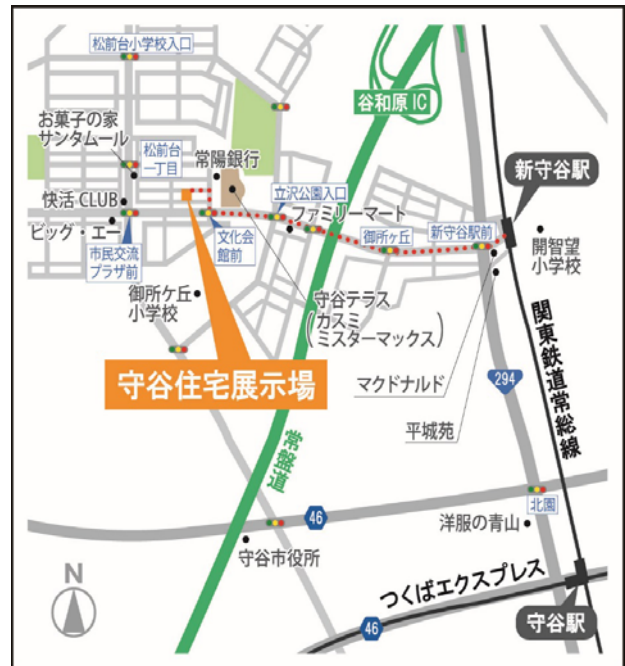 松前台小学校入口
谷和原 IC
お菓子の家
サンタムール
松前台
一丁目
常陽銀行
新守谷駅
立沢公園入口
快活 CLUB
ファミリーマート
ビッグ・エー
文化会
館前
御所ヶ丘
新守谷駅前
開智望
小学校
市民交流
プラザ前
御所ケ丘
小学校
守谷テラス
カスミ
ミスターマックス
守谷住宅展示場
マクドナルド
294
関東鉄道常総線
平城苑
常盤道
46
北園
洋服の青山
守谷市役所
N
つくばエクスプレス
46
守谷駅